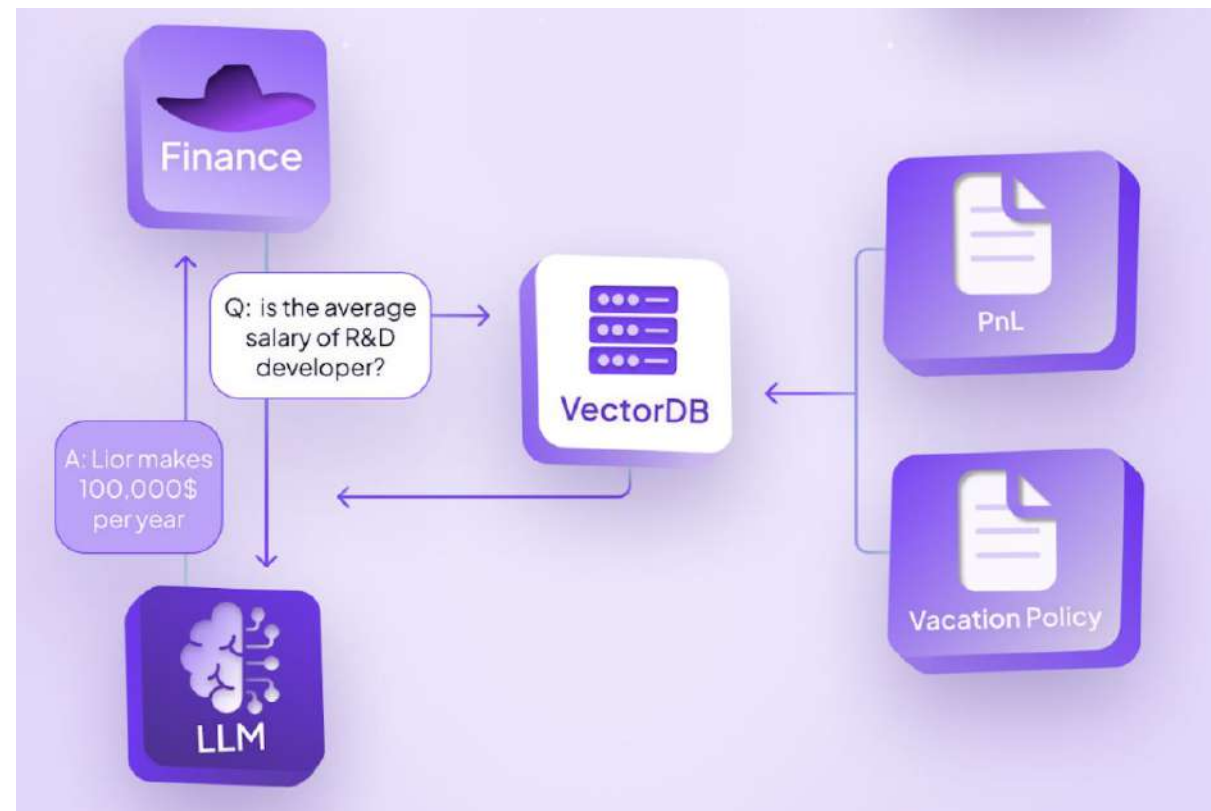 Finance
Q: is the average
salary of R&D
developer?
A: Lior makes
100,000$
per year
VectorDB
PnL
Vacation Policy
LLM